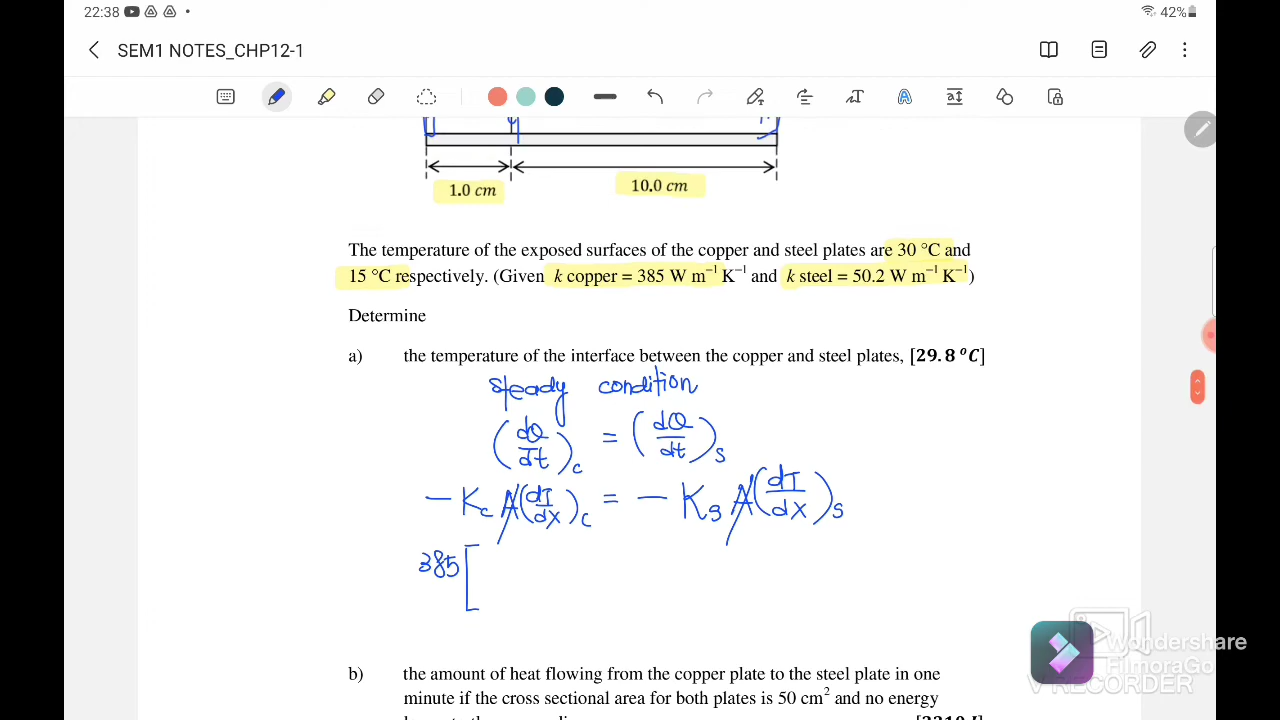 22:38 42%
SEM1 NOTES_CHP12-1
1.0 cm 10.0 cm
The temperature of the exposed surfaces of the copper and steel plates are 30 °C and
15 °C respectively. (Given k copper = 385 W m⁻¹ K⁻¹ and k steel = 50.2 W m⁻¹ K⁻¹)
Determine
a) the temperature of the interface between the copper and steel plates, [29.8 °C]
steady condition
(dQ/dt)c = (dQ/dt)s
− Kc A(dT/dx)c = − Ks A(dT/dx)s
385 [
b) the amount of heat flowing from the copper plate to the steel plate in one
minute if the cross sectional area for both plates is 50 cm² and no energy
Wondershare
FilmoraGo
V RECORDER